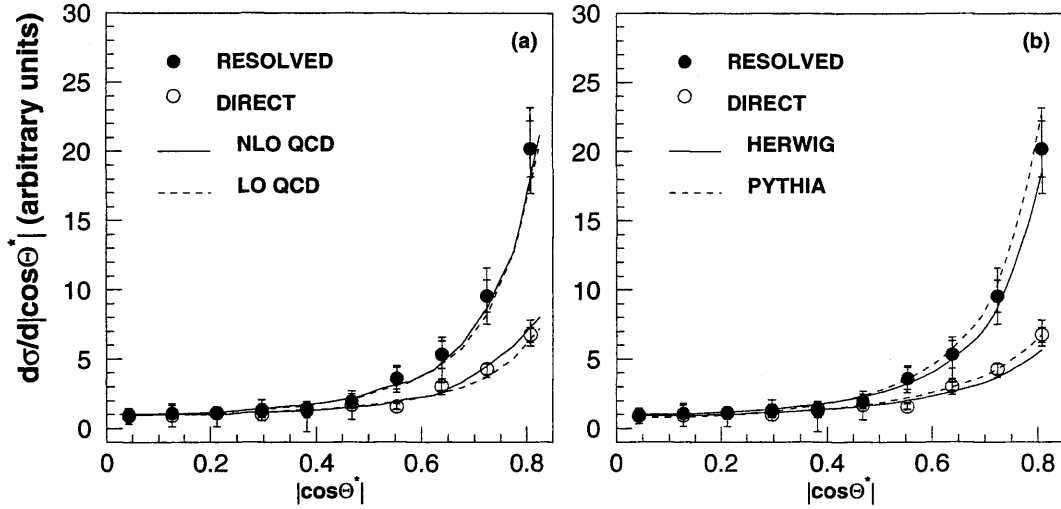 dσ/d|cosΘ*| (arbitrary units)
30
25
20
15
10
5
0
(a)
RESOLVED
DIRECT
NLO QCD
LO QCD
0
0.2
0.4
0.6
0.8
|cosΘ*|
30
25
20
15
10
5
0
(b)
RESOLVED
DIRECT
HERWIG
PYTHIA
0
0.2
0.4
0.6
0.8
|cosΘ*|